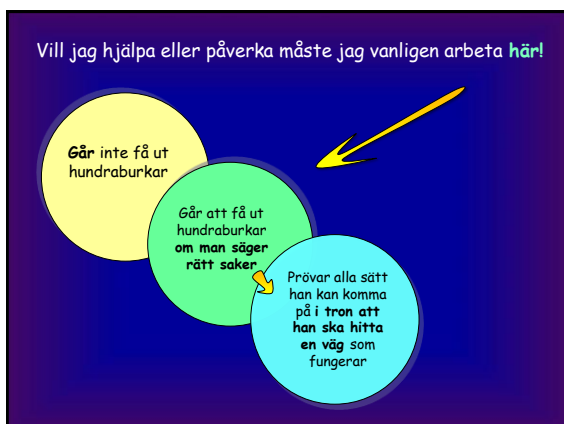 Vill jag hjälpa eller påverka måste jag vanligen arbeta här!
Går inte få ut
hundraburkar
Går att få ut
hundraburkar
om man säger
rätt saker
Prövar alla sätt
han kan komma
på i tron att
han ska hitta
en väg som
fungerar